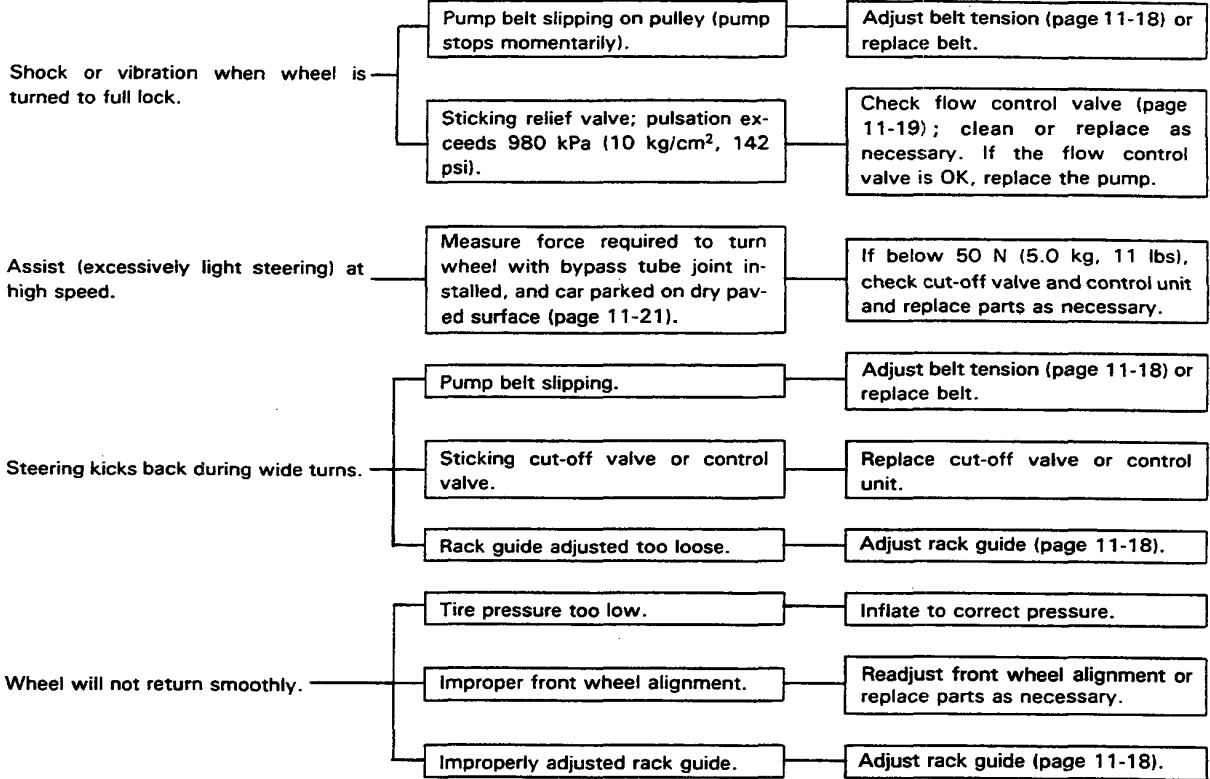 Shock or vibration when wheel is
turned to full lock.
Pump belt slipping on pulley (pump
stops momentarily).
Adjust belt tension (page 11-18) or
replace belt.
Sticking relief valve; pulsation ex-
ceeds 980 kPa (10 kg/cm², 142
psi).
Check flow control valve (page
11-19) ; clean or replace as
necessary. If the flow control
valve is OK, replace the pump.
Assist (excessively light steering) at
high speed.
Measure force required to turn
wheel with bypass tube joint in-
stalled, and car parked on dry pav-
ed surface (page 11-21).
If below 50 N (5.0 kg, 11 lbs),
check cut-off valve and control unit
and replace parts as necessary.
Steering kicks back during wide turns.
Pump belt slipping.
Adjust belt tension (page 11-18) or
replace belt.
Sticking cut-off valve or control
valve.
Replace cut-off valve or control
unit.
Rack guide adjusted too loose.
Adjust rack guide (page 11-18).
Wheel will not return smoothly.
Tire pressure too low.
Inflate to correct pressure.
Improper front wheel alignment.
Readjust front wheel alignment or
replace parts as necessary.
Improperly adjusted rack guide.
Adjust rack guide (page 11-18).